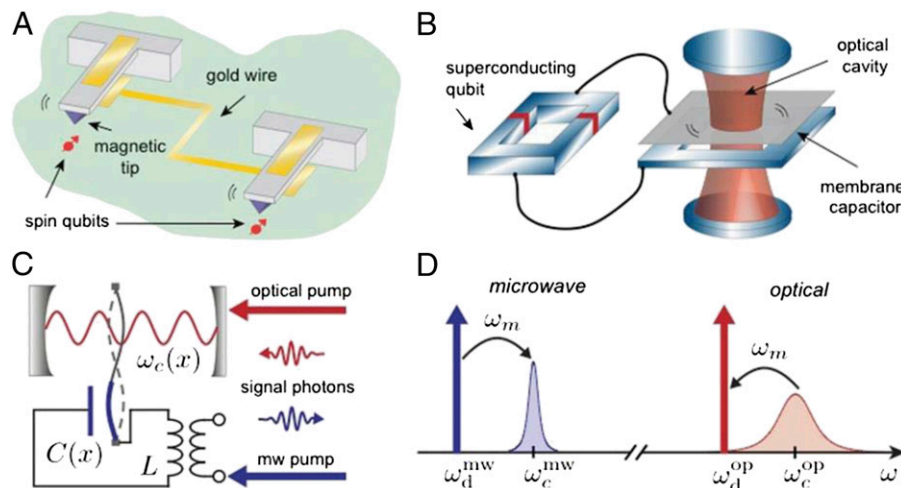 A
gold wire
magnetic
tip
spin qubits
B
superconducting
qubit
optical
cavity
membrane
capacitor
C
optical pump
ω_c(x)
signal photons
C(x)
L
mw pump
D
microwave
optical
ω_m
ω_m
ω_d^mw
ω_c^mw
ω_d^op
ω_c^op
ω